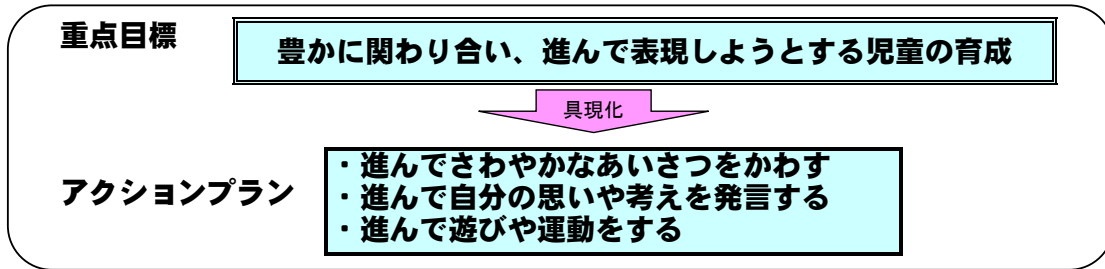 重点目標
豊かに関わり合い、進んで表現しようとする児童の育成
具現化
アクションプラン
・進んでさわやかなあいさつをかわす
・進んで自分の思いや考えを発言する
・進んで遊びや運動をする